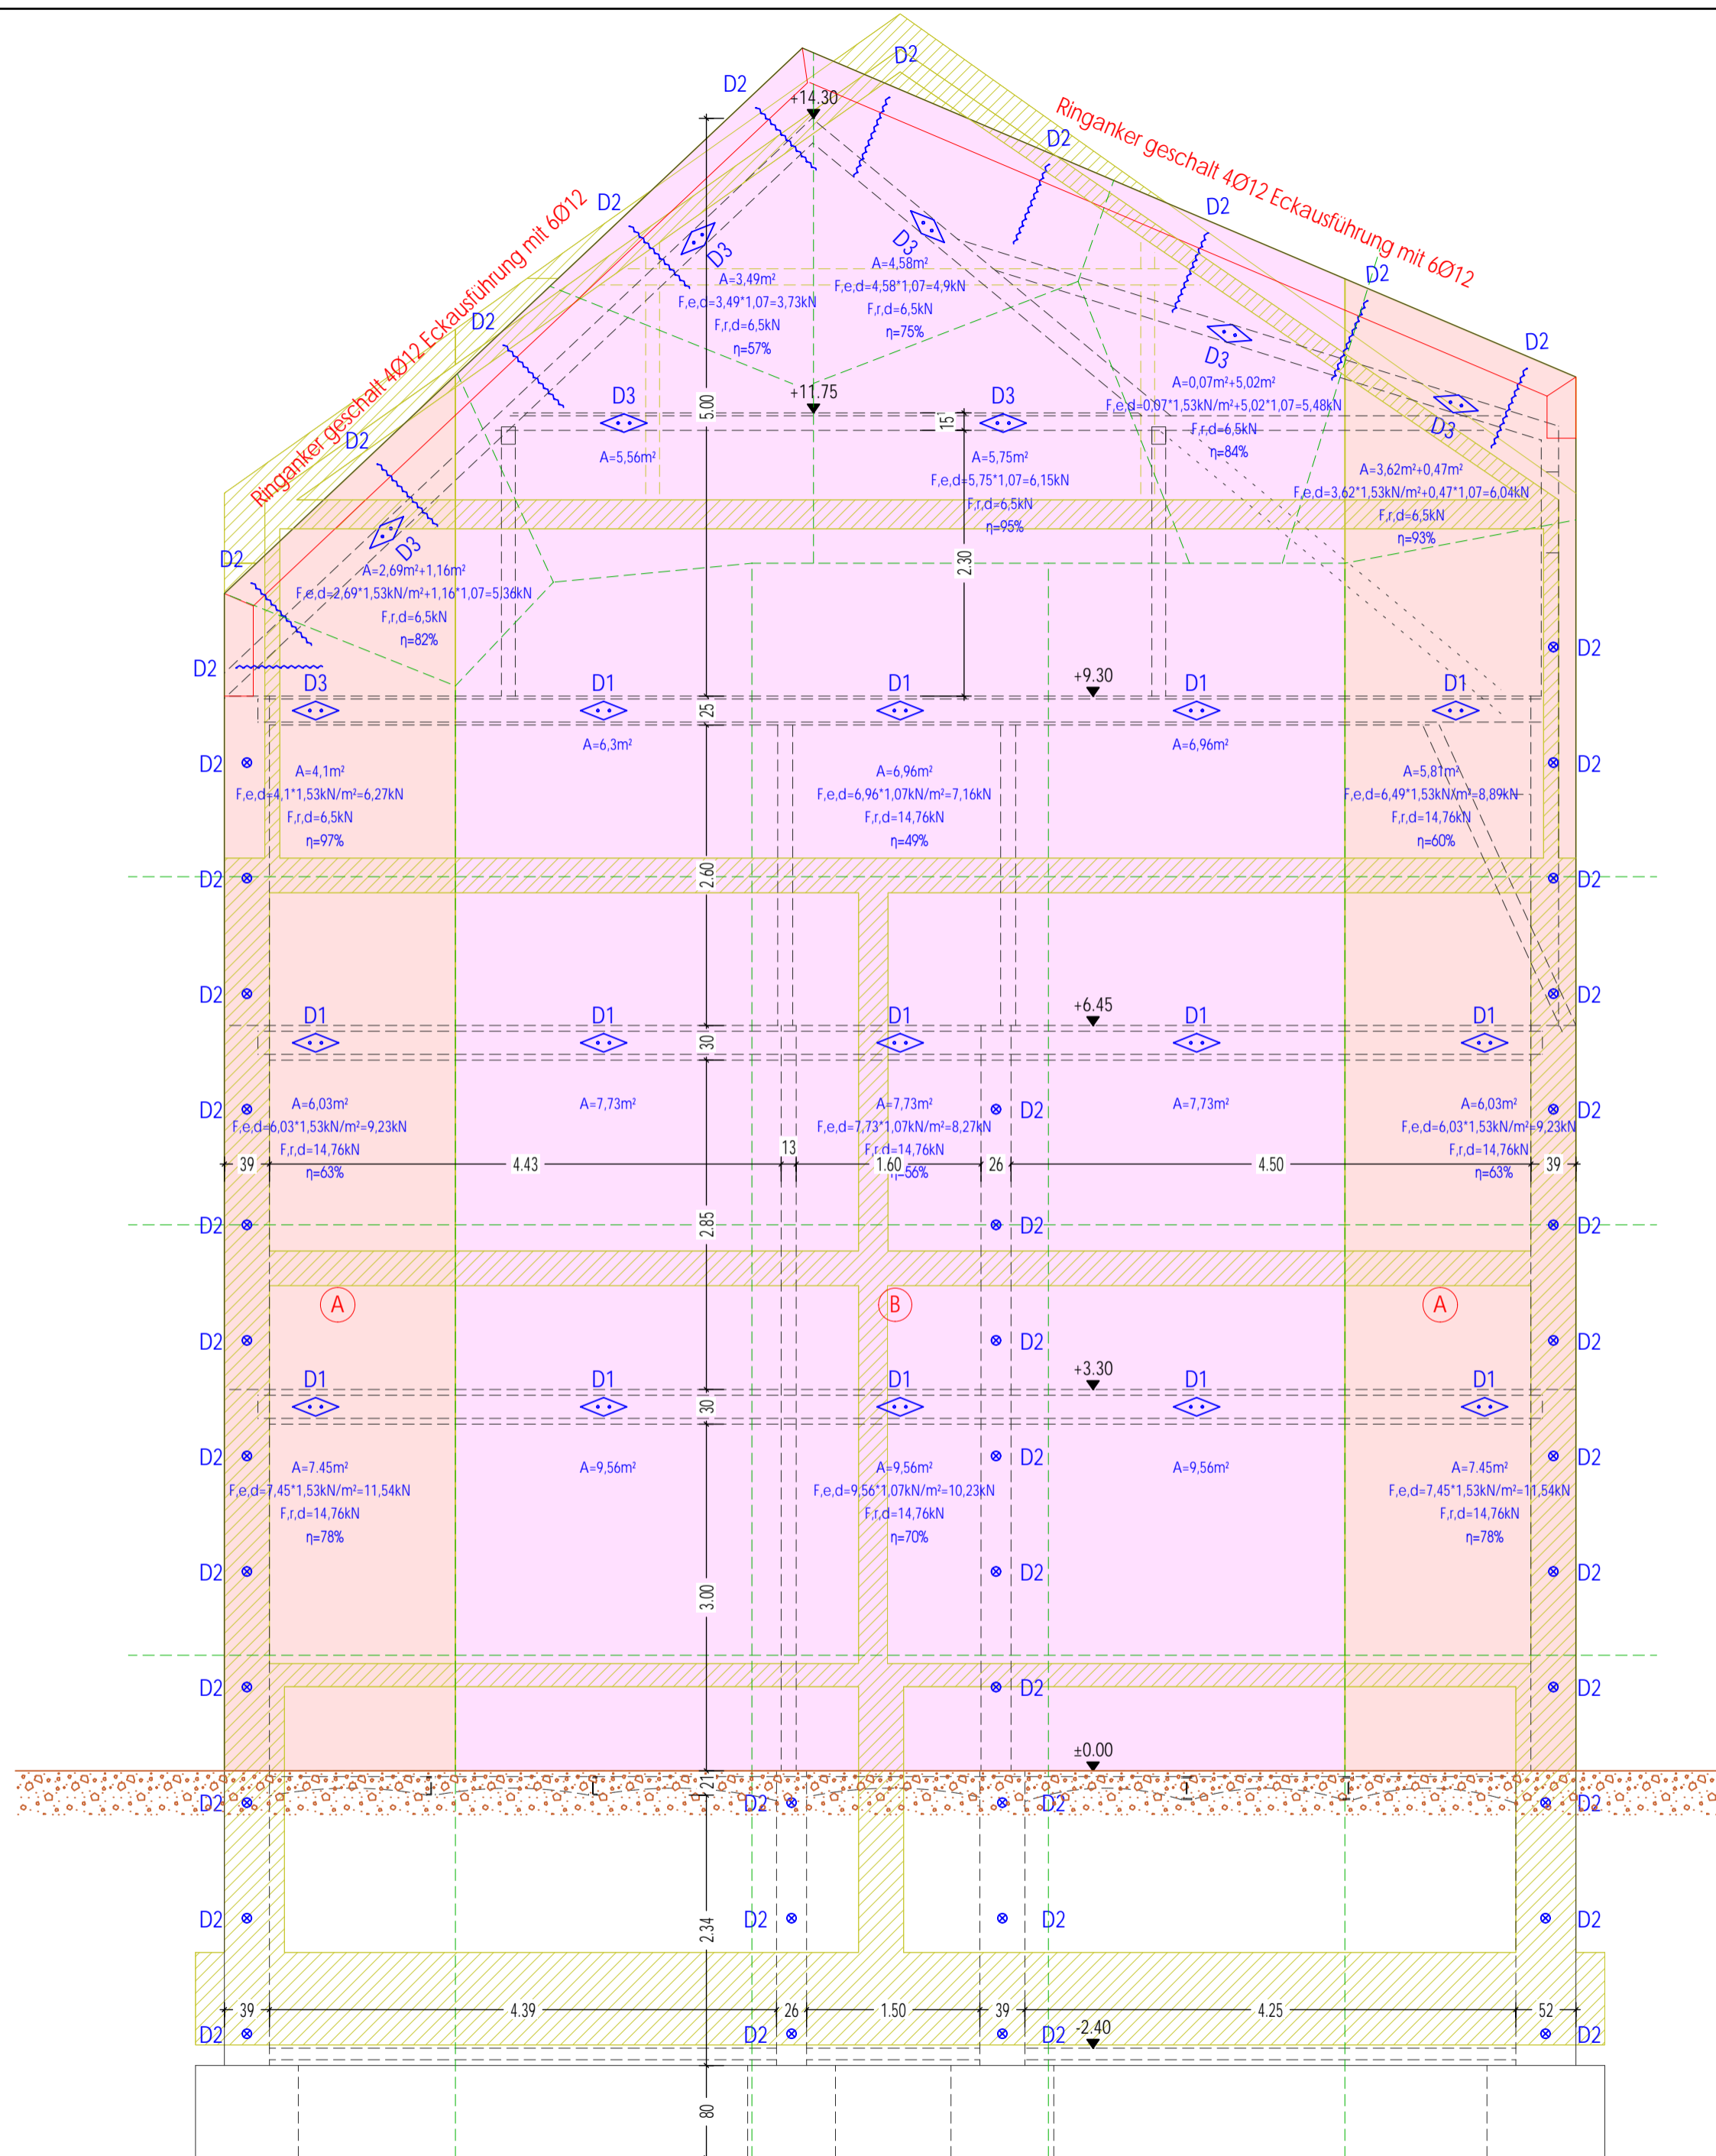 D2
D2
+14.30
Ringanker geschalt 4Ø12 Eckausführung mit 6Ø12
D2
D2
D2
D2
D3
D3
A=3,49m²
F,e,d=3,49*1,07=3,73kN
F,r,d=6,5kN
η=57%
A=4,58m²
F,e,d=4,58*1,07=4,9kN
F,r,d=6,5kN
η=75%
Ringanker geschalt 4Ø12 Eckausführung mit 6Ø12
D2
D2
D3
D2
A=0,07m²+5,02m²
F,e,d=0,07*1,53kN/m²+5,02*1,07=5,48kN
F,r,d=6,5kN
η=84%
+11.75
5.00
D3
D3
15
D3
A=5,56m²
A=5,75m²
F,e,d=5,75*1,07=6,15kN
F,r,d=6,5kN
η=95%
A=3,62m²+0,47m²
F,e,d=3,62*1,53kN/m²+0,47*1,07=6,04kN
F,r,d=6,5kN
η=93%
D2
D3
2.30
A=2,69m²+1,16m²
F,e,d=2,69*1,53kN/m²+1,16*1,07=5,36kN
F,r,d=6,5kN
η=82%
D2
D2
D2
+9.30
D3
D1
D1
D1
D1
25
A=6,3m²
A=6,96m²
D2
D2
A=4,1m²
F,e,d=4,1*1,53kN/m²=6,27kN
F,r,d=6,5kN
η=97%
A=6,96m²
F,e,d=6,96*1,07kN/m²=7,16kN
F,r,d=14,76kN
η=49%
A=5,81m²
F,e,d=6,49*1,53kN/m²=8,89kN
F,r,d=14,76kN
η=60%
2.60
D2
D2
D2
D2
+6.45
D1
D1
D1
D1
D1
30
D2
D2
D2
A=6,03m²
F,e,d=6,03*1,53kN/m²=9,23kN
F,r,d=14,76kN
η=63%
A=7,73m²
A=7,73m²
F,e,d=7,73*1,07kN/m²=8,27kN
F,r,d=14,76kN
η=56%
A=7,73m²
A=6,03m²
F,e,d=6,03*1,53kN/m²=9,23kN
F,r,d=14,76kN
η=63%
39
4.43
13
1.60
26
4.50
39
2.85
D2
D2
D2
A
B
A
D2
D2
D2
+3.30
D1
D1
D1
D1
D1
30
D2
D2
D2
A=7.45m²
F,e,d=7,45*1,53kN/m²=11,54kN
F,r,d=14,76kN
η=78%
A=9,56m²
A=9,56m²
F,e,d=9,56*1,07kN/m²=10,23kN
F,r,d=14,76kN
η=70%
A=9,56m²
A=7.45m²
F,e,d=7,45*1,53kN/m²=11,54kN
F,r,d=14,76kN
η=78%
D2
D2
D2
3.00
D2
D2
D2
±0.00
21
D2
D2
D2
D2
D2
D2
D2
D2
2.34
39
4.39
26
1.50
39
4.25
52
D2
D2
D2
-2.40
D2
80